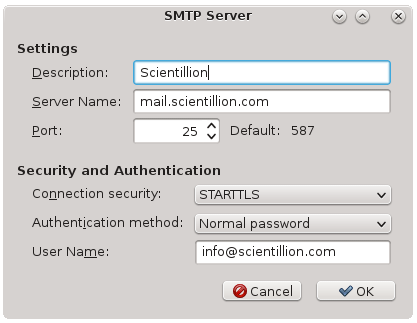 SMTP Server
Settings
Description: Scientillion
Server Name: mail.scientillion.com
Port: 25 Default: 587
Security and Authentication
Connection security: STARTTLS
Authentication method: Normal password
User Name: info@scientillion.com
Cancel OK